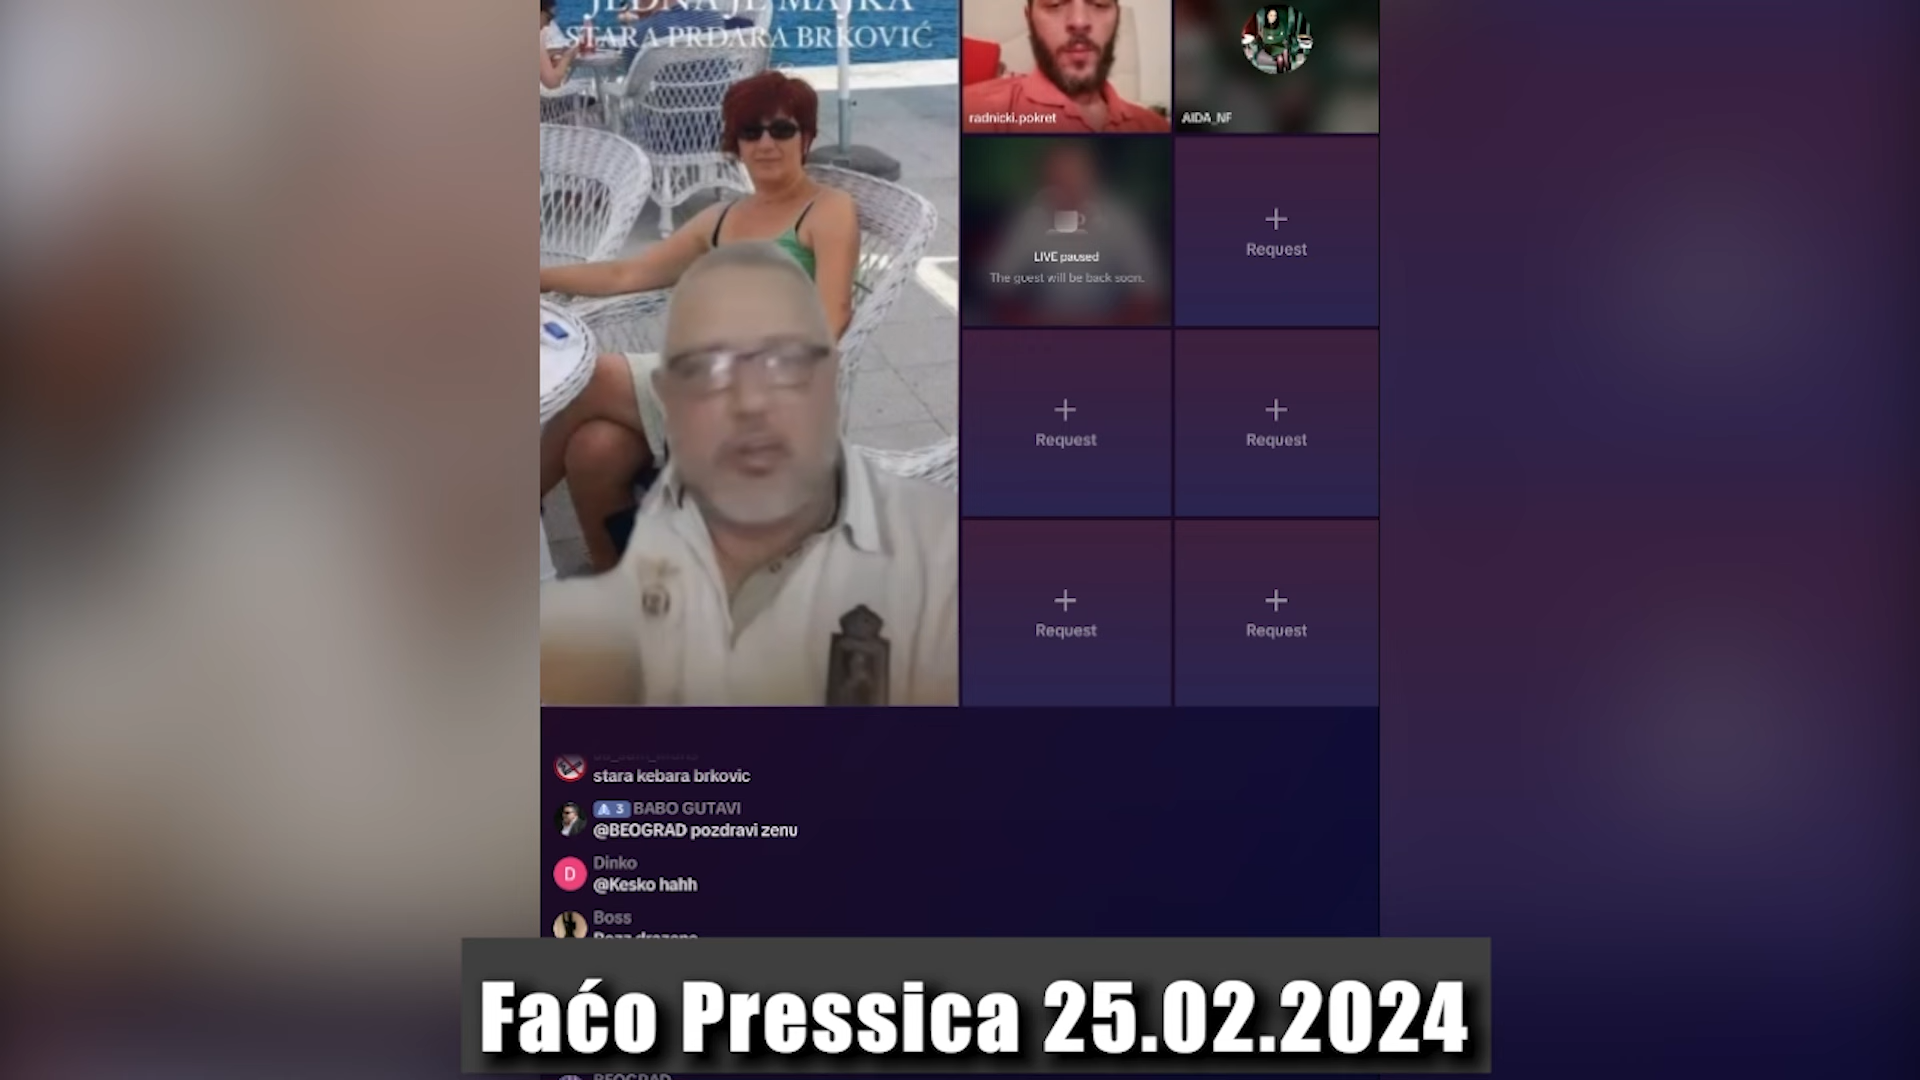 JEDNA JE MAJKA
STARA PRDARA BRKOVIĆ
radnicki.pokret
AIDA_NF
LIVE paused
The guest will be back soon.
Request
Request
Request
Request
Request
stara kebara brkovic
3 BABO GUTAVI
@BEOGRAD pozdravi zenu
D
Dinko
@Kesko hahh
Boss
Faćo Pressica 25.02.2024
BEOGRAD